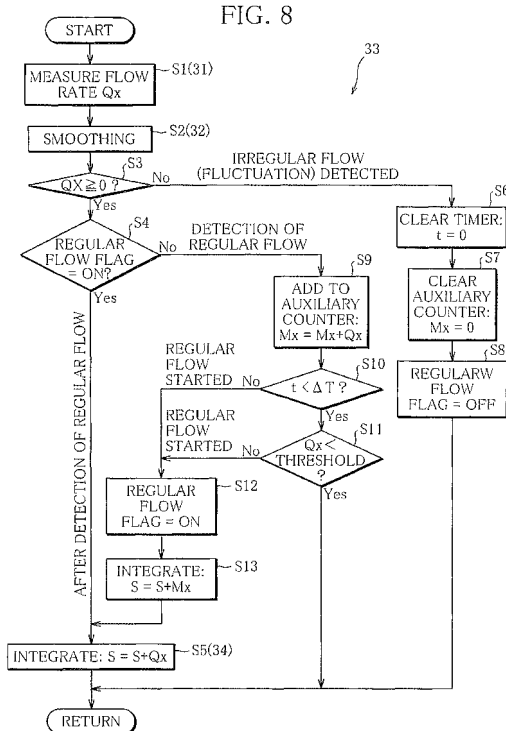 FIG. 8
START
33
MEASURE FLOW
RATE Qx
S1(31)
SMOOTHING
S2(32)
S3
QX≧0 ?
No
IRREGULAR FLOW
(FLUCTUATION) DETECTED
Yes
S4
REGULAR
FLOW FLAG
= ON?
No
DETECTION OF
REGULAR FLOW
Yes
AFTER DETECTION OF REGULAR FLOW
S6
CLEAR TIMER:
t = 0
S7
CLEAR
AUXILIARY
COUNTER:
Mx = 0
S8
REGULARW
FLOW
FLAG = OFF
S9
ADD TO
AUXILIARY
COUNTER:
Mx = Mx+Qx
REGULAR
FLOW
STARTED
No
S10
t < ΔT ?
Yes
REGULAR
FLOW
STARTED
No
S11
Qx <
THRESHOLD
?
Yes
REGULAR
FLOW
FLAG = ON
S12
INTEGRATE:
S = S+Mx
S13
INTEGRATE: S = S+Qx
S5(34)
RETURN